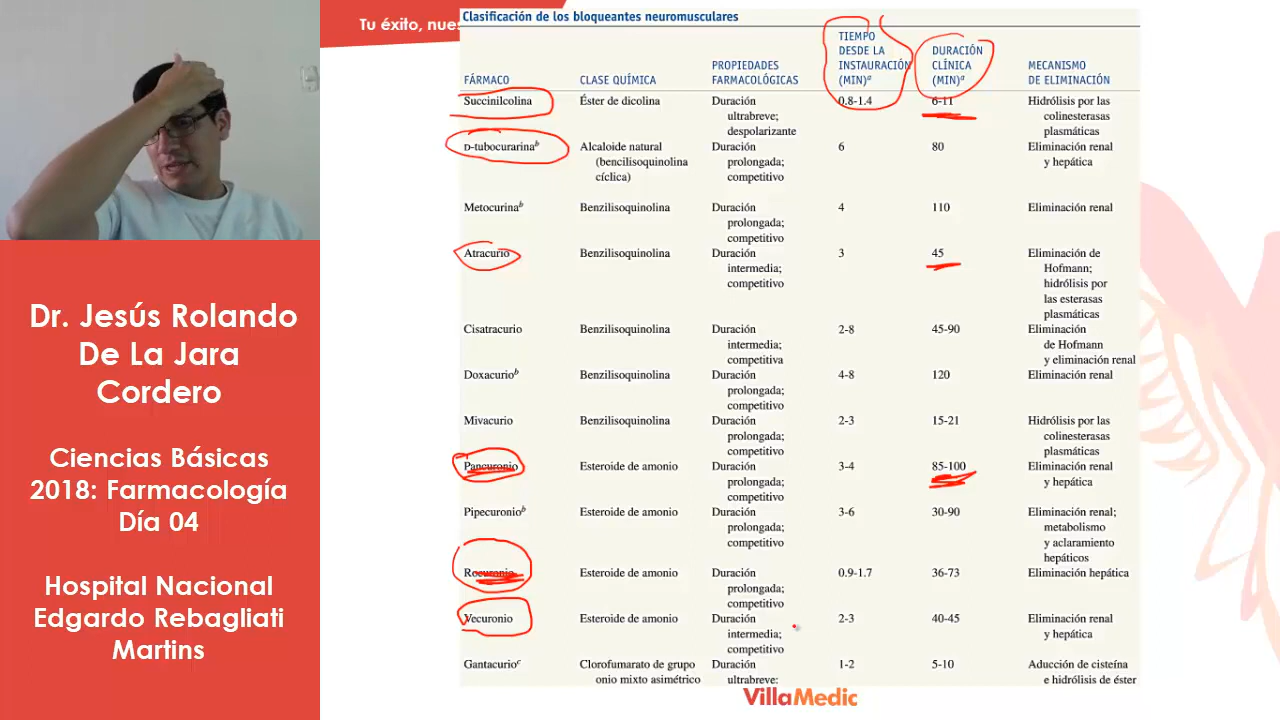 Tu éxito, nues
Dr. Jesús Rolando
De La Jara
Cordero
Ciencias Básicas
2018: Farmacología
Día 04
Hospital Nacional
Edgardo Rebagliati
Martins
Clasificación de los bloqueantes neuromusculares
FÁRMACO CLASE QUÍMICA PROPIEDADES FARMACOLÓGICAS TIEMPO DESDE LA INSTAURACIÓN (MIN)a DURACIÓN CLÍNICA (MIN)a MECANISMO DE ELIMINACIÓN
Succinilcolina Éster de dicolina Duración 0.8-1.4 6-11 Hidrólisis por las
ultrabreve; colinesterasas
despolarizante plasmáticas
D-tubocurarinab Alcaloide natural Duración 6 80 Eliminación renal
(bencilisoquinolina prolongada; y hepática
cíclica) competitivo
Metocurinab Benzilisoquinolina Duración 4 110 Eliminación renal
prolongada;
competitivo
Atracurio Benzilisoquinolina Duración 3 45 Eliminación de
intermedia; Hofmann;
competitivo hidrólisis por
las esterasas
plasmáticas
Cisatracurio Benzilisoquinolina Duración 2-8 45-90 Eliminación
intermedia; de Hofmann
competitiva y eliminación renal
Doxacuriob Benzilisoquinolina Duración 4-8 120 Eliminación renal
prolongada;
competitivo
Mivacurio Benzilisoquinolina Duración 2-3 15-21 Hidrólisis por las
prolongada; colinesterasas
competitivo plasmáticas
Pancuronio Esteroide de amonio Duración 3-4 85-100 Eliminación renal
prolongada; y hepática
competitivo
Pipecuroniob Esteroide de amonio Duración 3-6 30-90 Eliminación renal;
prolongada; metabolismo
competitivo y aclaramiento
hepáticos
Rocuronio Esteroide de amonio Duración 0.9-1.7 36-73 Eliminación hepática
prolongada;
competitivo
Vecuronio Esteroide de amonio Duración 2-3 40-45 Eliminación renal
intermedia; y hepática
competitivo
Gantacurioc Clorofumarato de grupo Duración 1-2 5-10 Aducción de cisteína
onio mixto asimétrico ultrabreve: e hidrólisis de éster
VillaMedic